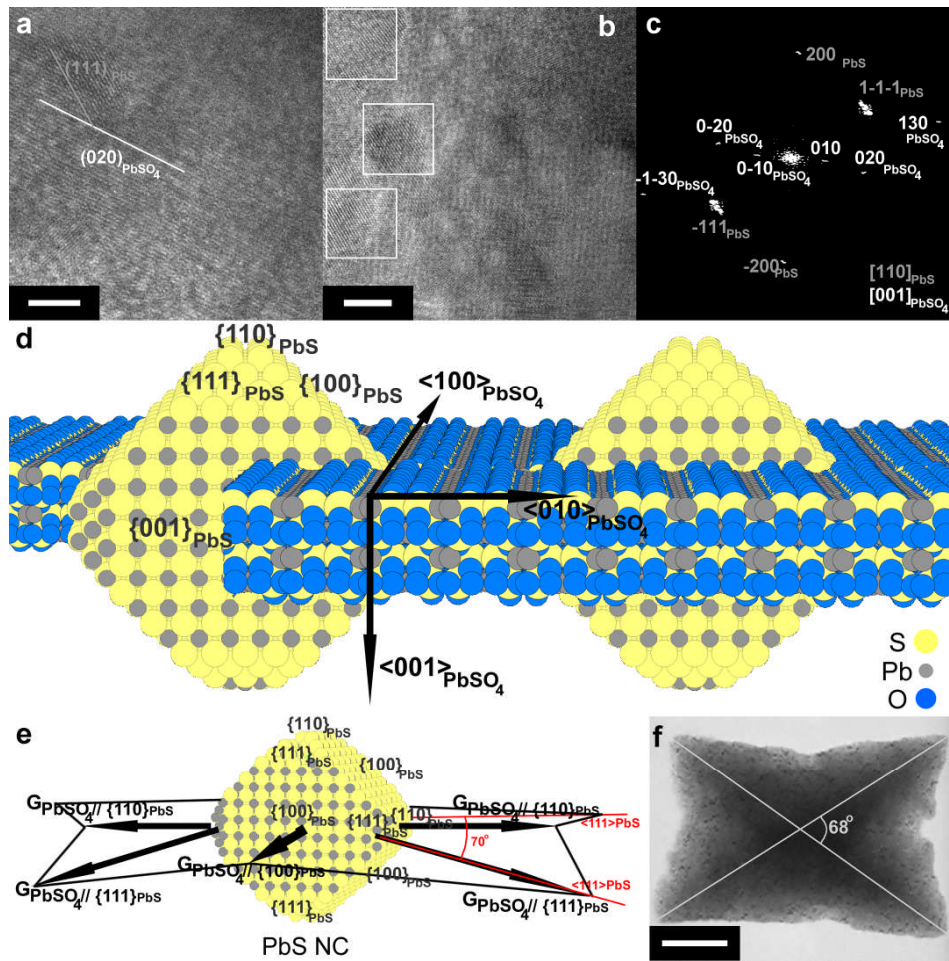 a
(111)PbS
(020)PbSO4
b
c
200 PbS
1-1-1PbS
130 PbSO4
0-20 PbSO4
010
0-10PbSO4
020 PbSO4
-1-30PbSO4
-111PbS
-200PbS
[110]PbS
[001]PbSO4
d
{110}PbS
{111}PbS
{100}PbS
<100>PbSO4
{001}PbS
<010>PbSO4
<001>PbSO4
S
Pb
O
e
{110}PbS
{111}PbS
{100}PbS
GPbSO4//{110}PbS
GPbSO4//{110}PbS
{100}PbS
{111}PbS
{110}PbS
<111>PbS
70°
GPbSO4//{100}PbS
{100}PbS
<111>PbS
GPbSO4//{111}PbS
GPbSO4//{111}PbS
{111}PbS
PbS NC
f
68°